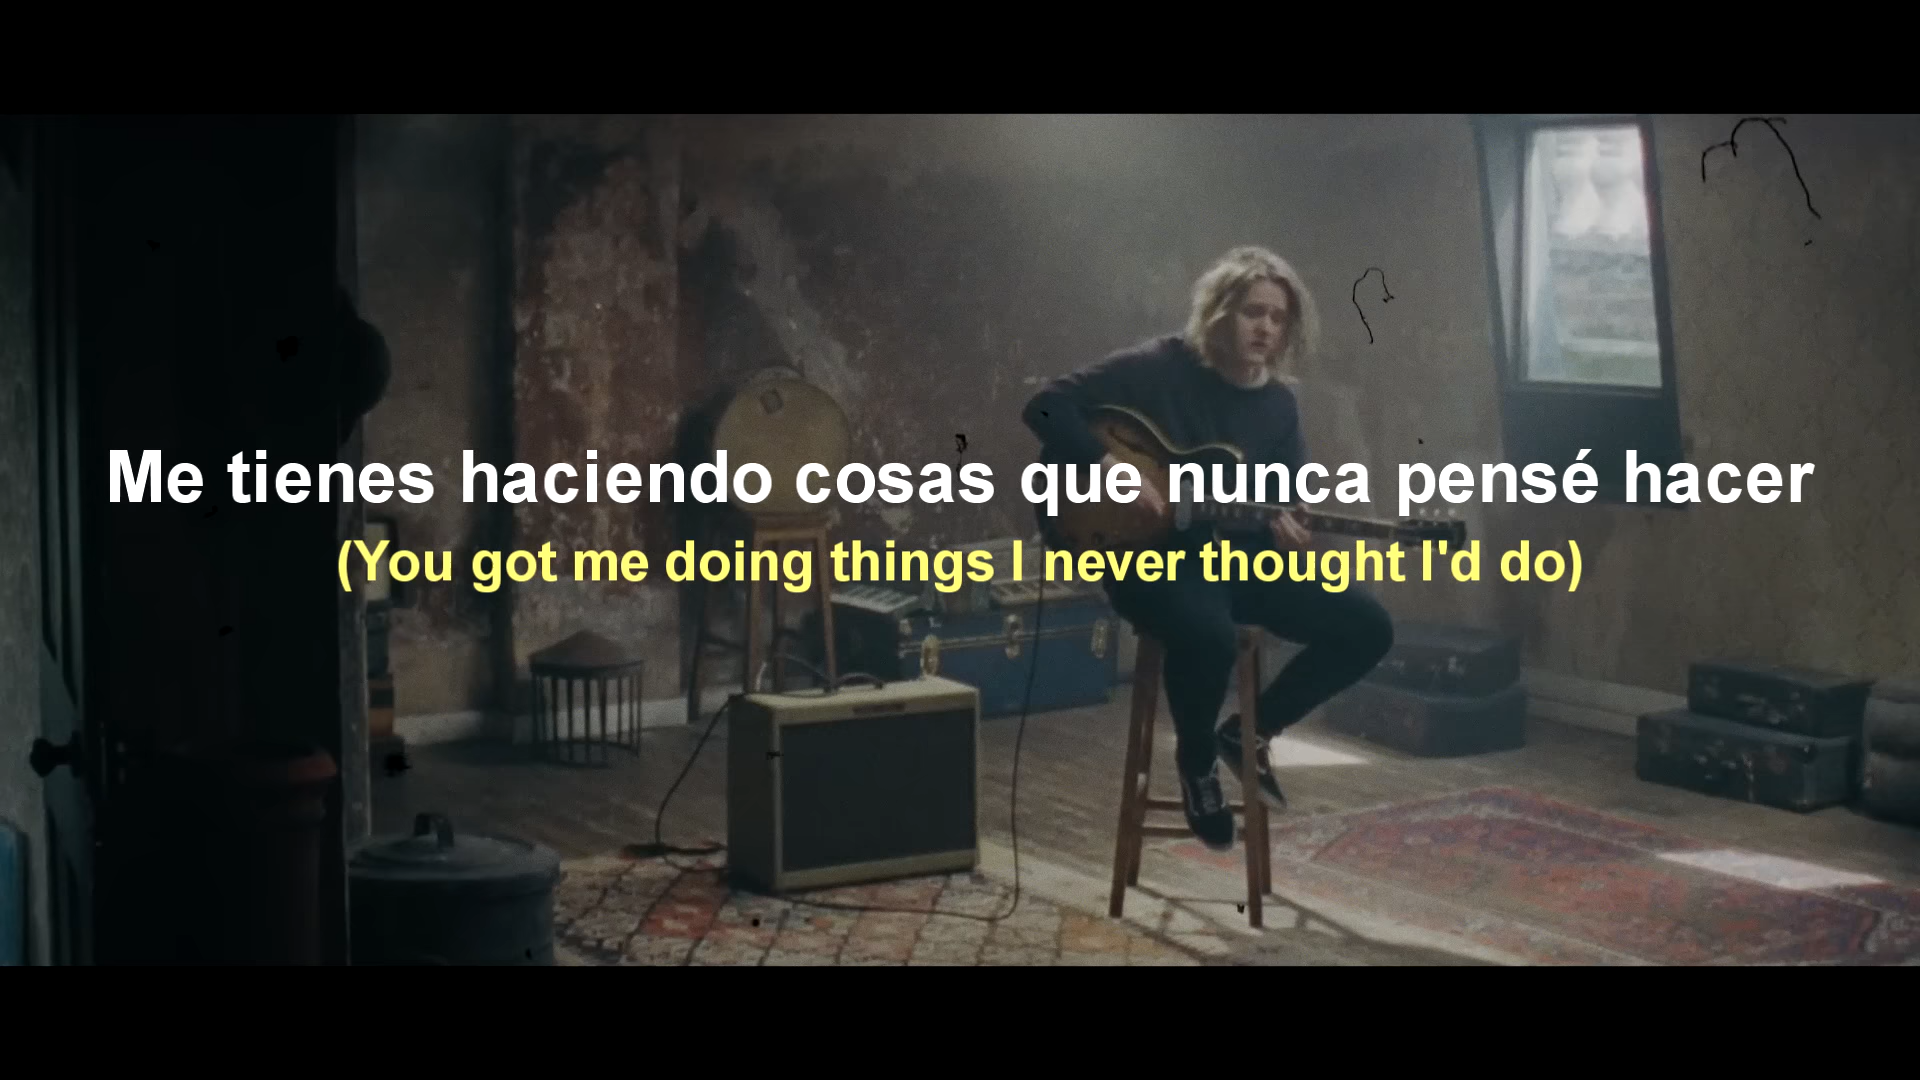 Me tienes haciendo cosas que nunca pensé hacer
(You got me doing things I never thought I'd do)